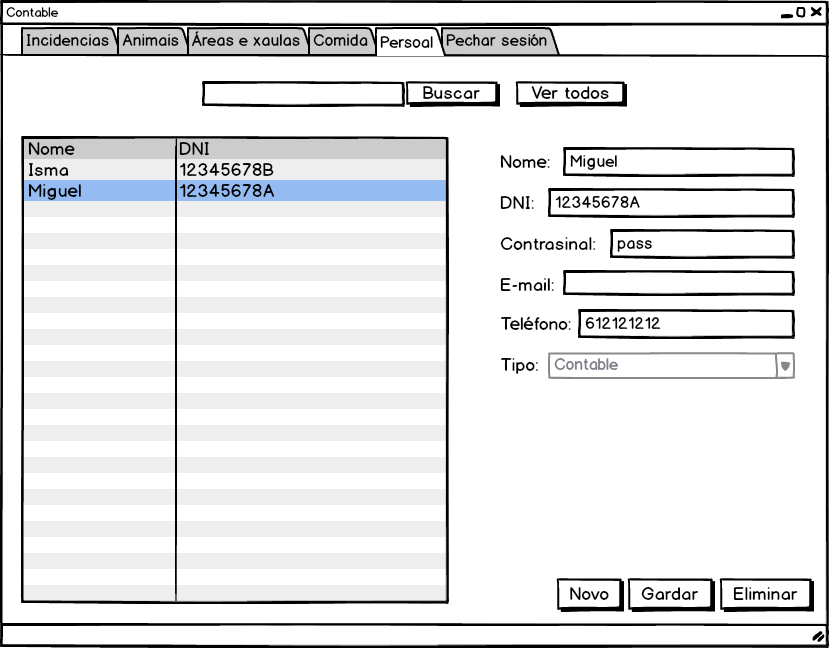 Contable
Incidencias Animais Áreas e xaulas Comida Persoal Pechar sesión
Buscar Ver todos
Nome DNI
Isma 12345678B
Miguel 12345678A
Nome: Miguel
DNI: 12345678A
Contrasinal: pass
E-mail:
Teléfono: 612121212
Tipo: Contable
Novo Gardar Eliminar